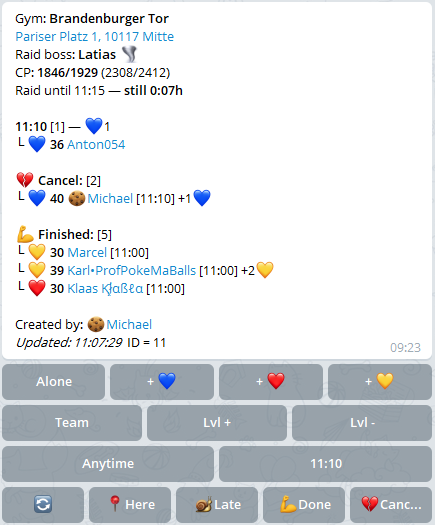 Gym: Brandenburger Tor
Pariser Platz 1, 10117 Mitte
Raid boss: Latias 🌪️
CP: 1846/1929 (2308/2412)
Raid until 11:15 — still 0:07h
11:10 [1] — 💙1
└ 💙 36 Anton054
💔 Cancel: [2]
└ 💙 40 🍪Michael [11:10] +1💙
💪 Finished: [5]
└ 💛 30 Marcel [11:00]
└ 💛 39 Karl•ProfPokeMaBalls [11:00] +2💛
└ ❤️ 30 Klaas Kʃαßℓα [11:00]
Created by: 🍪Michael
Updated: 11:07:29 ID = 11
09:23
Alone + 💙 + ❤️ + 💛
Team Lvl + Lvl -
Anytime 11:10
🔄 📍Here 🐌Late 💪Done 💔Canc...